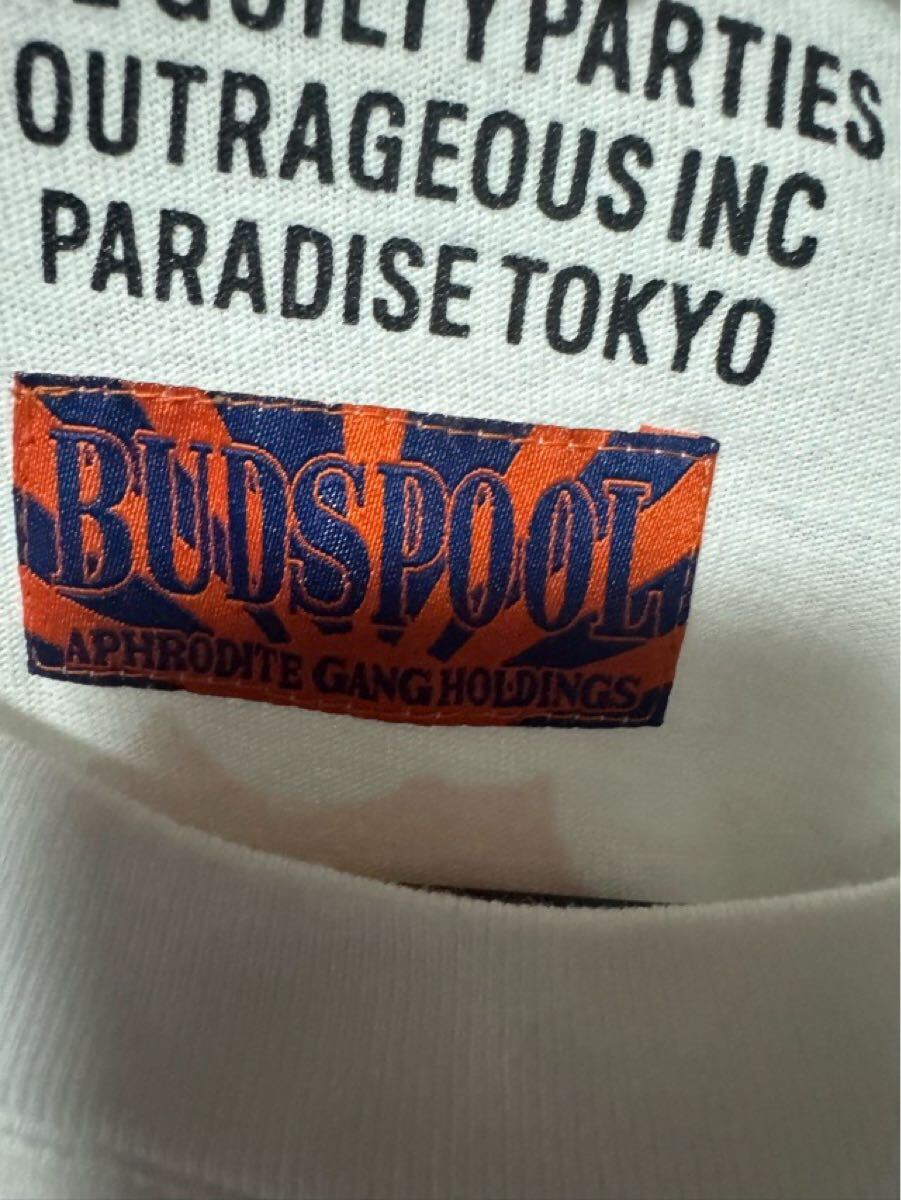 GUILTY PARTIES
OUTRAGEOUS INC
PARADISE TOKYO
BUDSPOOL
APHRODITE GANG HOLDINGS